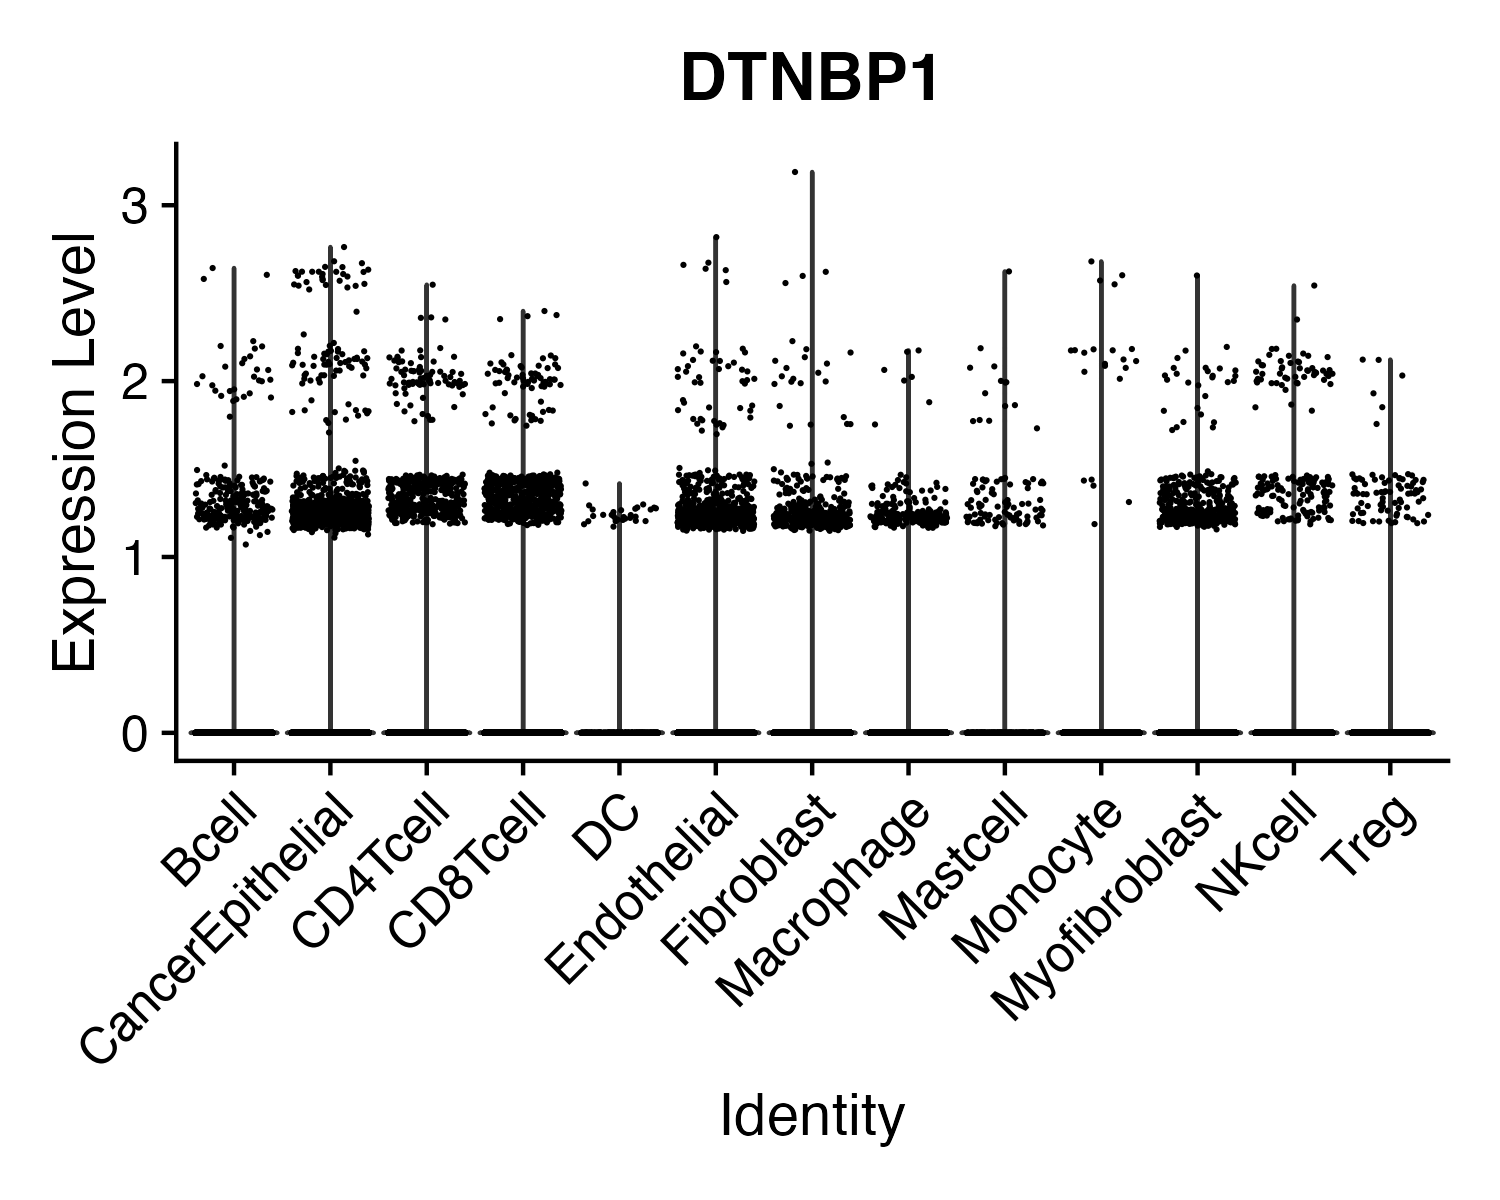 DTNBP1
Expression Level
3
2
1
0
Bcell
CancerEpithelial
CD4Tcell
CD8Tcell
DC
Endothelial
Fibroblast
Macrophage
Mastcell
Monocyte
Myofibroblast
NKcell
Treg
Identity